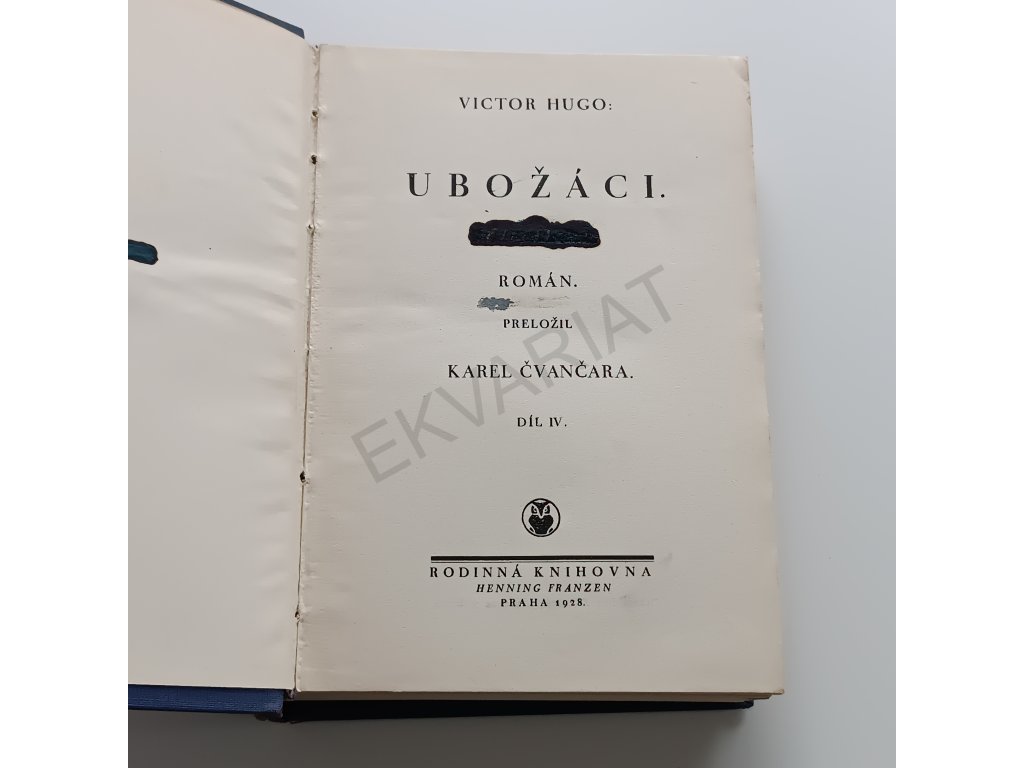 VICTOR HUGO:
UBOŽÁCI.
ROMÁN.
PRELOŽIL
KAREL ČVANČARA.
DÍL IV.
EKVARIAT
RODINNÁ KNIHOVNA
HENNING FRANZEN
PRAHA 1928.